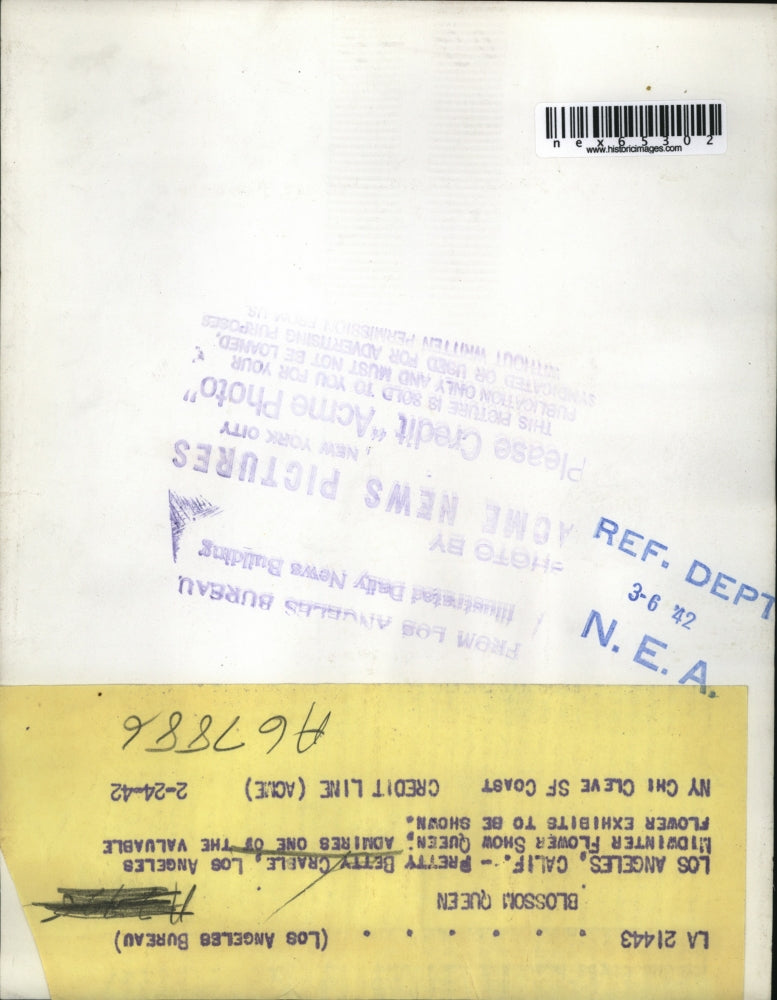 nex65302
www.historicimages.com
REF. DEPT
3-6 '42
N. E. A.
FROM LOS ANGELES BUREAU
Illustrated Daily News Building
PHOTO BY
ACME NEWS PICTURES
, NEW YORK CITY
Please Credit "Acme Photo"
THIS PICTURE IS SOLD TO YOU FOR YOUR
PUBLICATION ONLY AND MUST NOT BE LOANED,
SYNDICATED OR USED FOR ADVERTISING PURPOSES
WITHOUT WRITTEN PERMISSION FROM US.
LA 21443 . . . . . . . (LOS ANGELES BUREAU)
BLOSSOM QUEEN
LOS ANGELES, CALIF. -- PRETTY BETTY CRABLE, LOS ANGELES
MIDWINTER FLOWER SHOW QUEEN, ADMIRES ONE OF THE VALUABLE
FLOWER EXHIBITS TO BE SHOWN.
NY CHI CLEVE SF COAST CREDIT LINE (ACME) 2-24-42
A67886